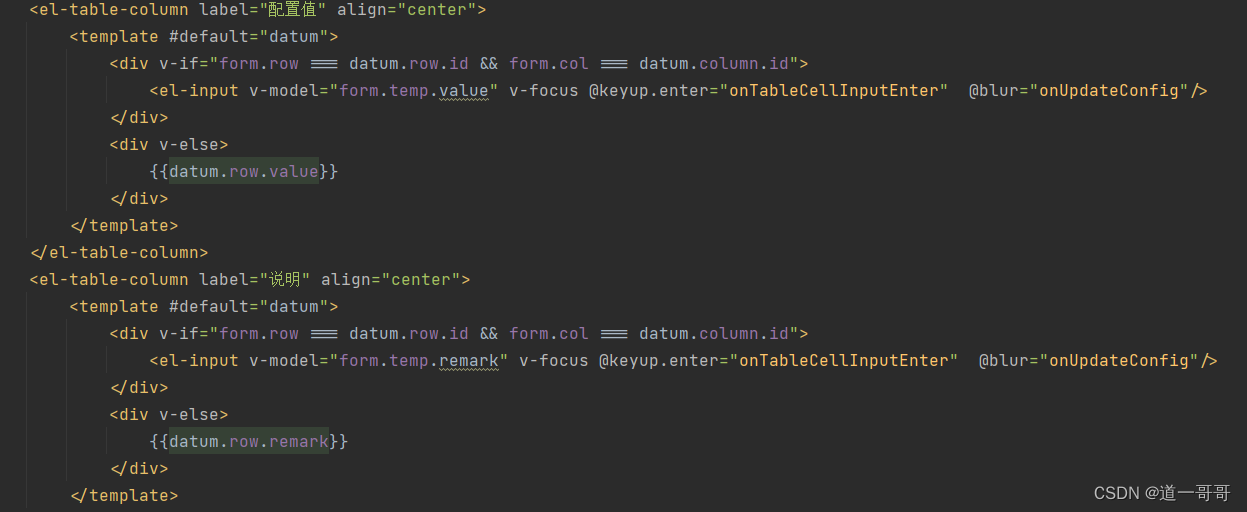 <el-table-column label="配置值" align="center">
<template #default="datum">
<div v-if="form.row === datum.row.id && form.col === datum.column.id">
<el-input v-model="form.temp.value" v-focus @keyup.enter="onTableCellInputEnter"  @blur="onUpdateConfig"/>
</div>
<div v-else>
{{datum.row.value}}
</div>
</template>
</el-table-column>
<el-table-column label="说明" align="center">
<template #default="datum">
<div v-if="form.row === datum.row.id && form.col === datum.column.id">
<el-input v-model="form.temp.remark" v-focus @keyup.enter="onTableCellInputEnter"  @blur="onUpdateConfig"/>
</div>
<div v-else>
{{datum.row.remark}}
</div>
</template>
CSDN @道一哥哥